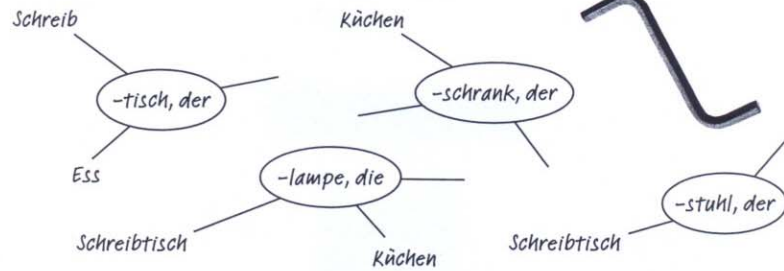 Schreib
-tisch, der
Ess
Küchen
-schrank, der
-lampe, die
Schreibtisch
Küchen
-stuhl, der
Schreibtisch